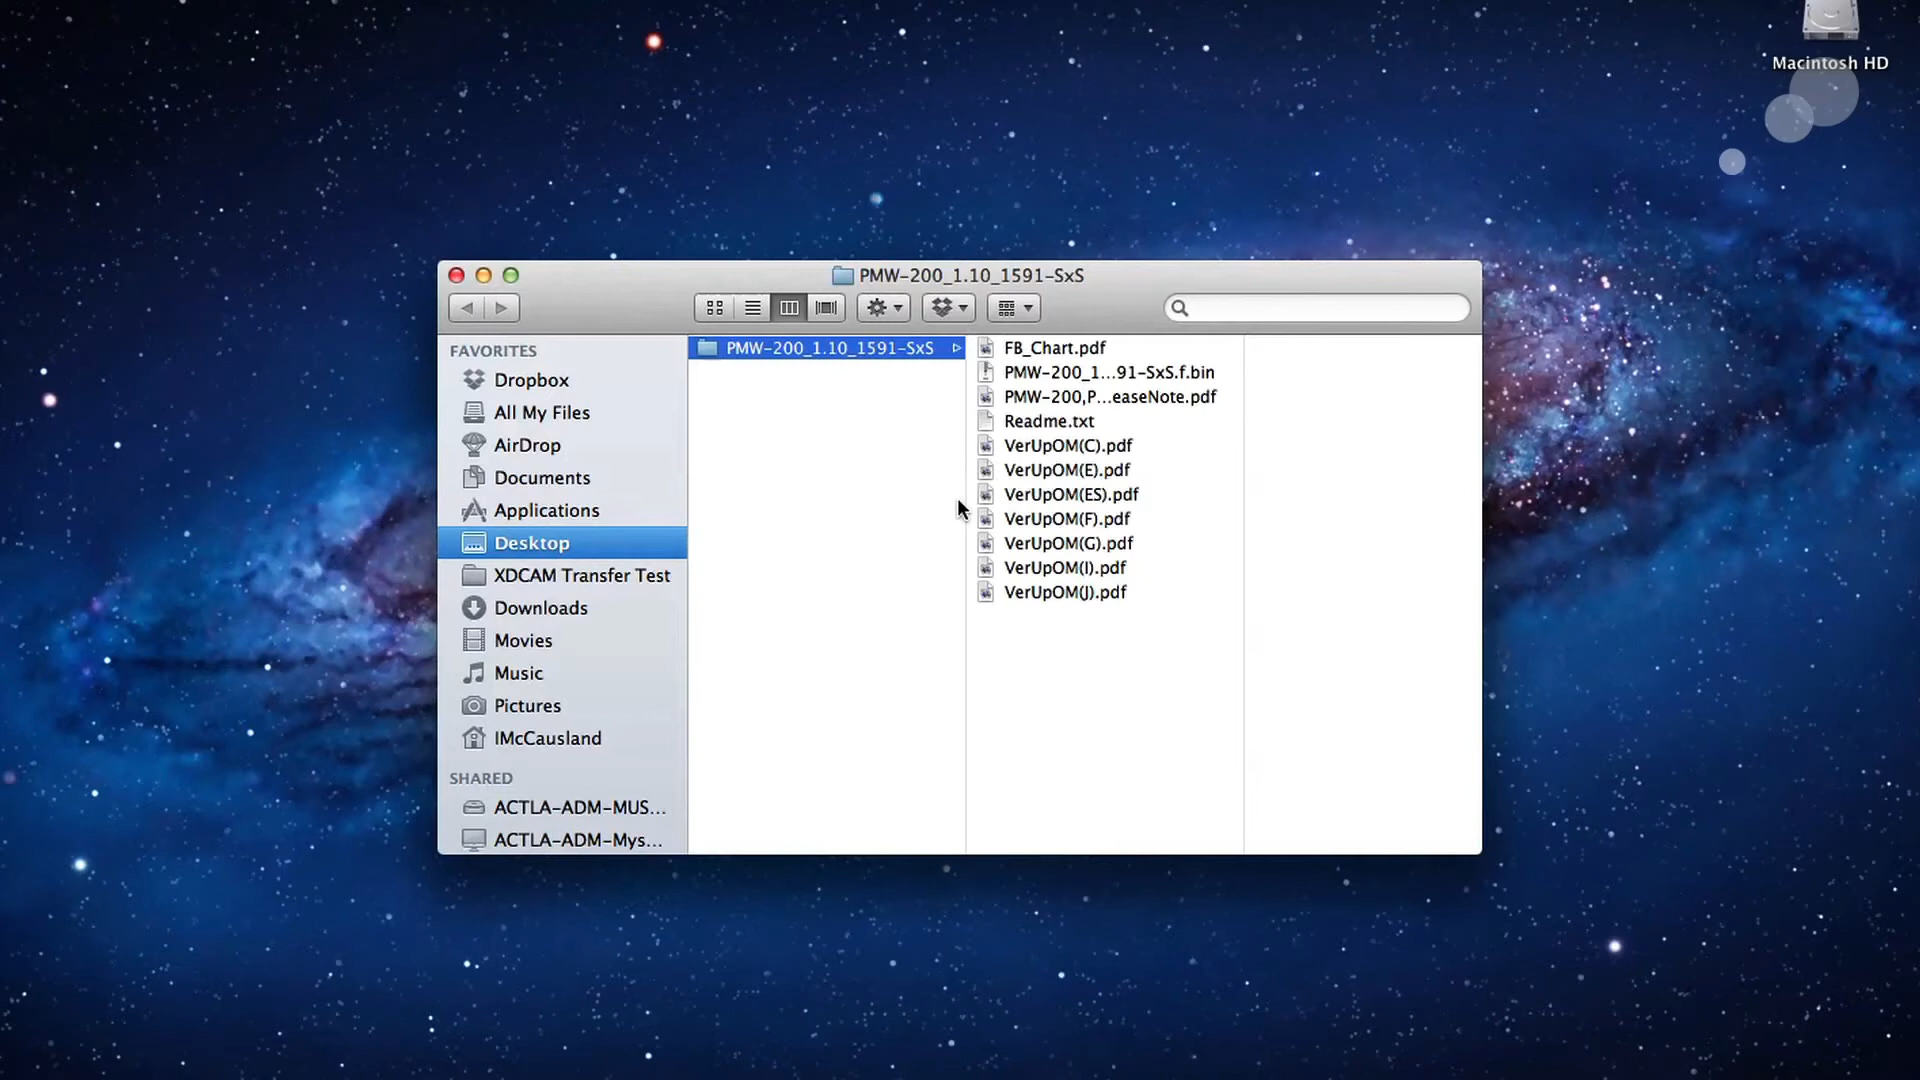 Macintosh HD
PMW-200_1.10_1591-SxS
FAVORITES
Dropbox
All My Files
AirDrop
Documents
Applications
Desktop
XDCAM Transfer Test
Downloads
Movies
Music
Pictures
IMcCausland
SHARED
ACTLA-ADM-MUS...
ACTLA-ADM-Mys...
PMW-200_1.10_1591-SxS
FB_Chart.pdf
PMW-200_1...91-SxS.f.bin
PMW-200,P...easeNote.pdf
Readme.txt
VerUpOM(C).pdf
VerUpOM(E).pdf
VerUpOM(ES).pdf
VerUpOM(F).pdf
VerUpOM(G).pdf
VerUpOM(I).pdf
VerUpOM(J).pdf